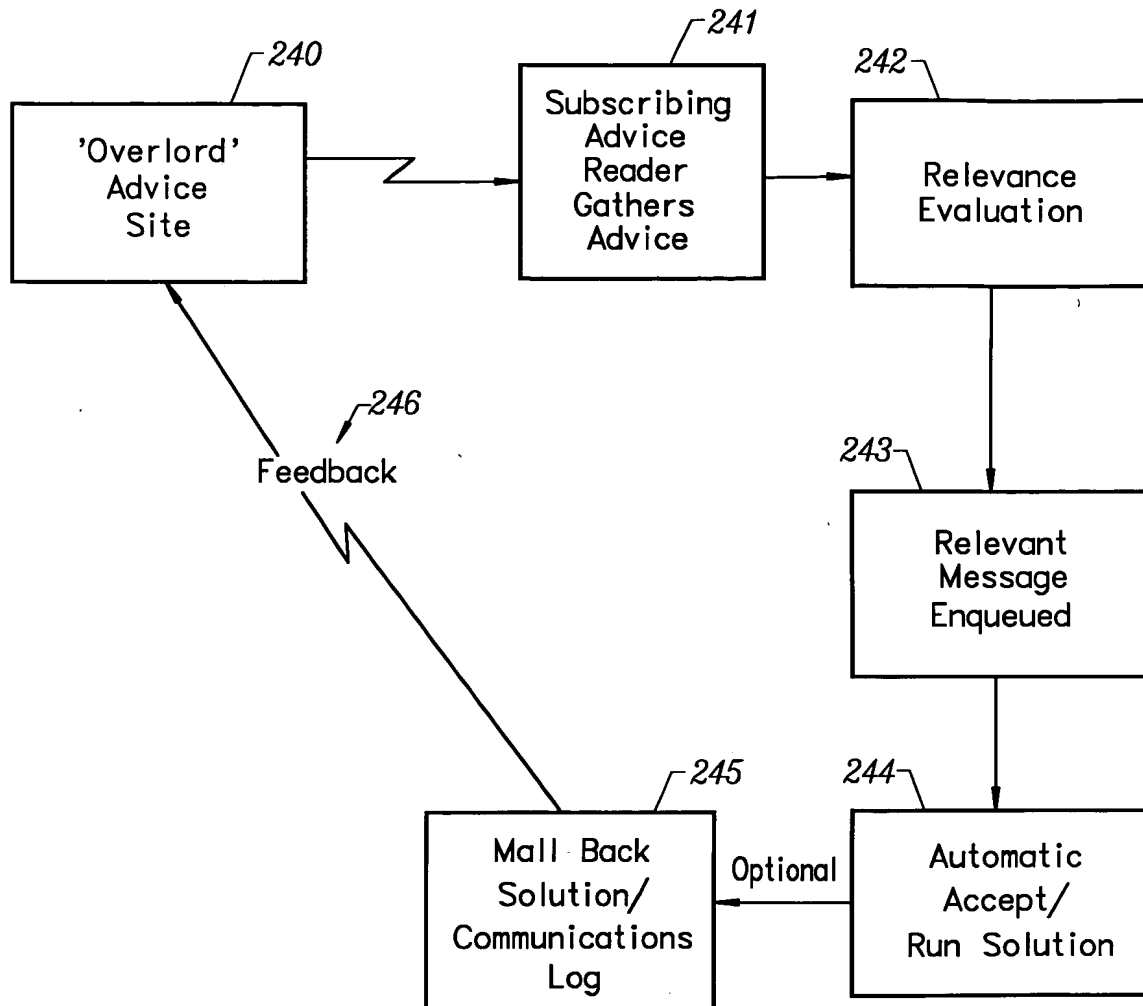 240
'Overlord'
Advice
Site
241
Subscribing
Advice
Reader
Gathers
Advice
242
Relevance
Evaluation
243
Relevant
Message
Enqueued
244
Automatic
Accept/
Run Solution
Optional
245
Mall Back
Solution/
Communications
Log
246
Feedback